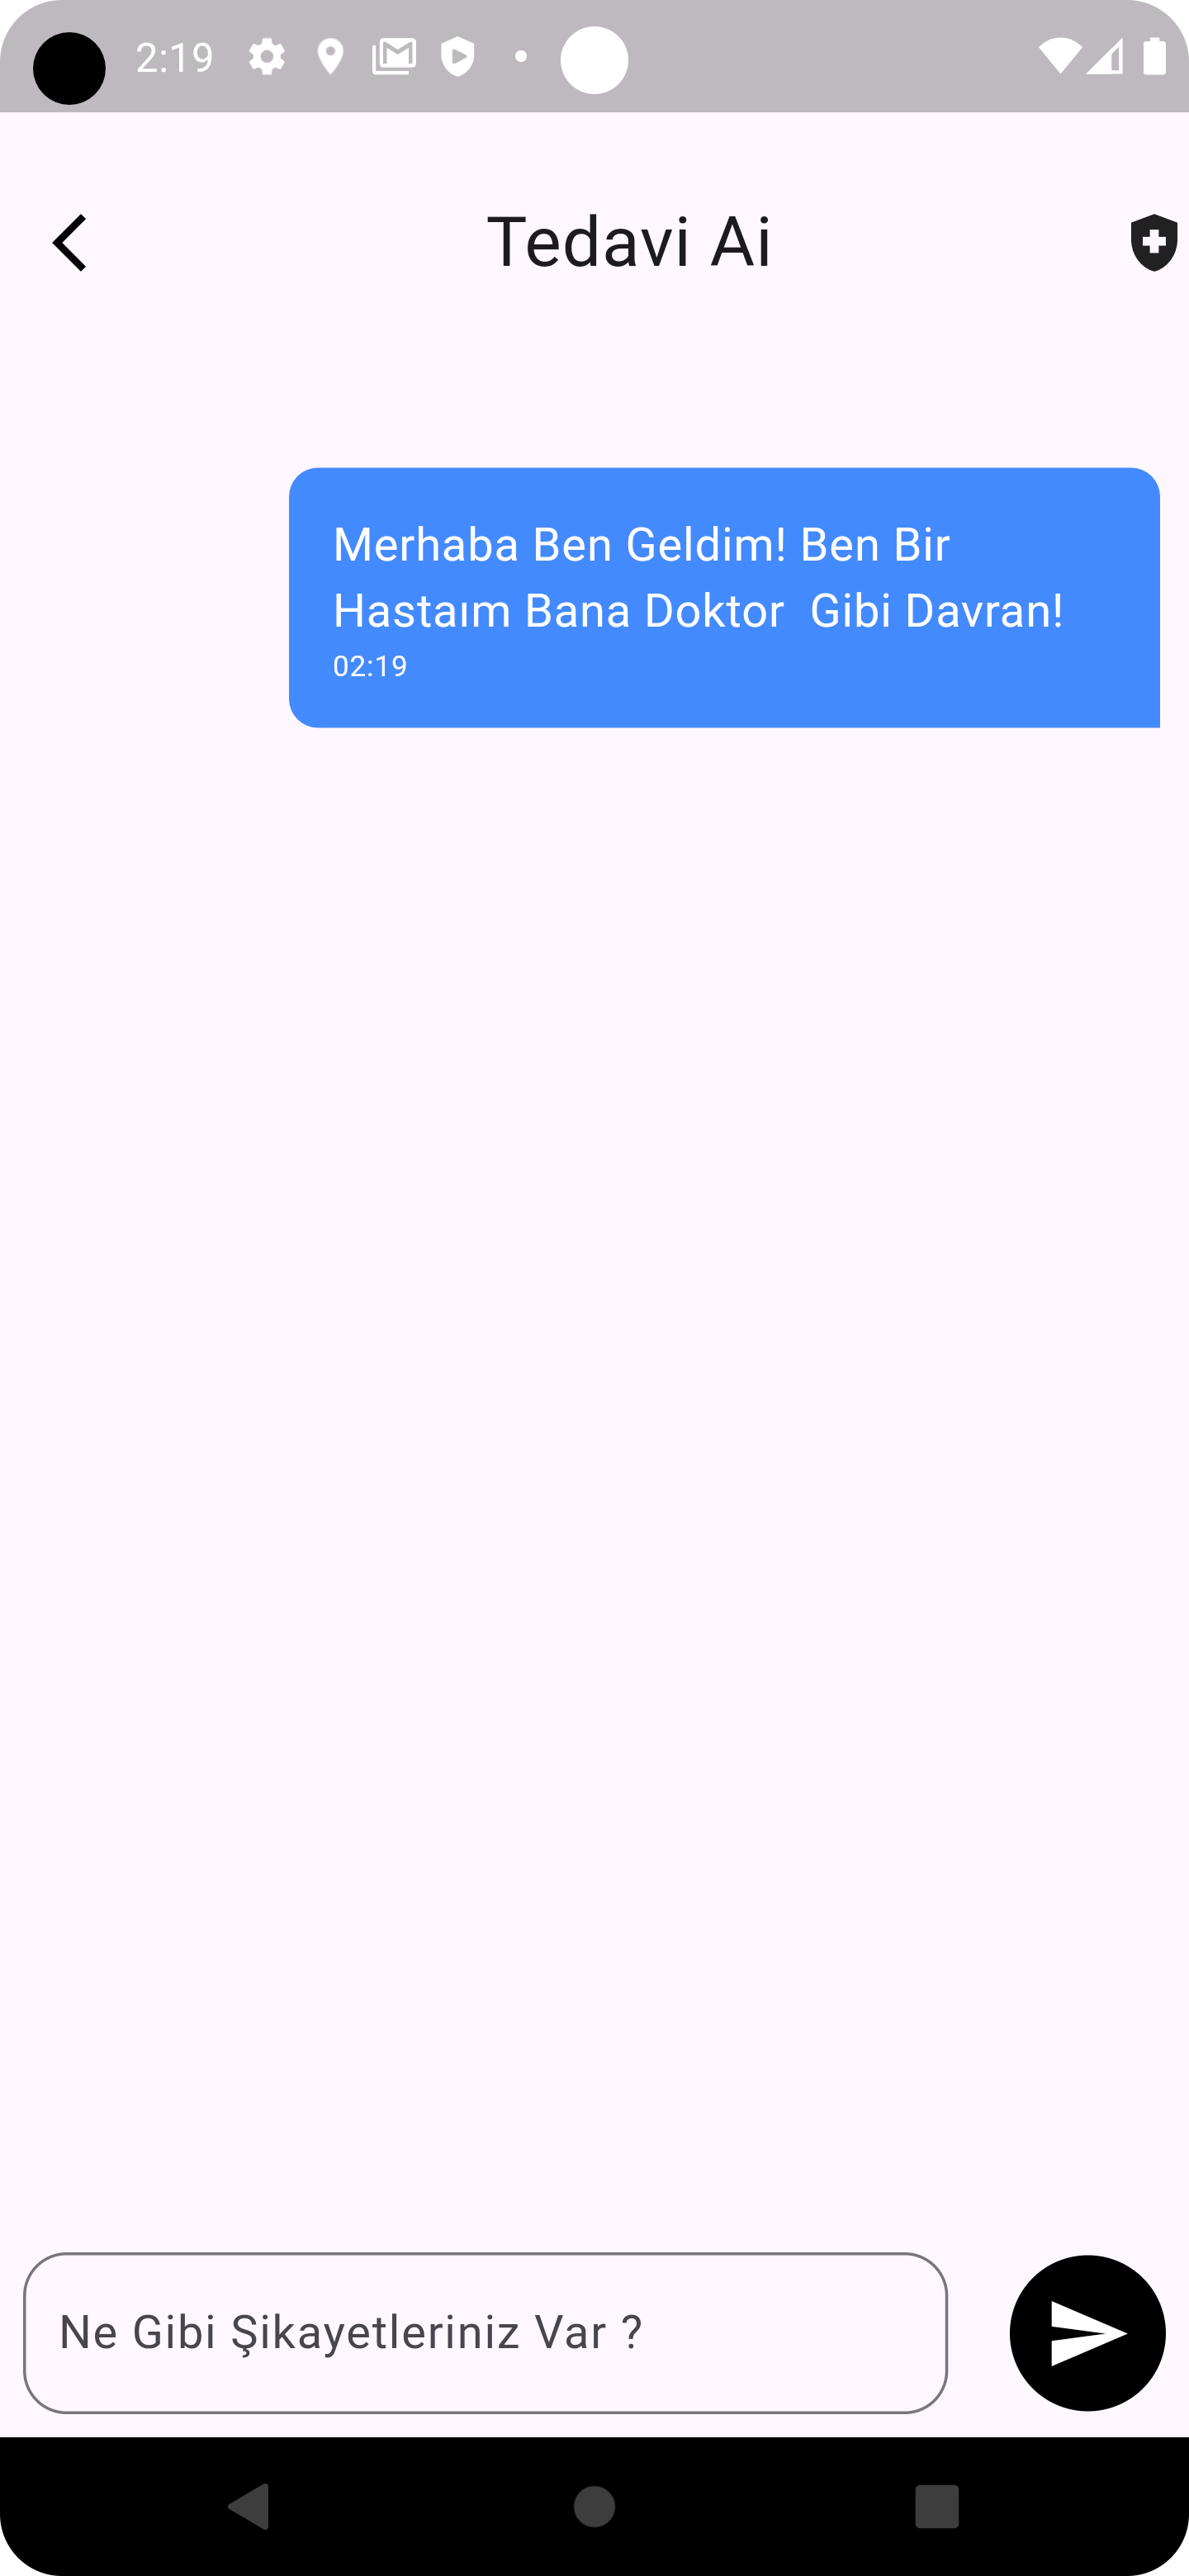 2:19
Tedavi Ai
Merhaba Ben Geldim! Ben Bir
Hastaım Bana Doktor  Gibi Davran!
02:19
Ne Gibi Şikayetleriniz Var ?